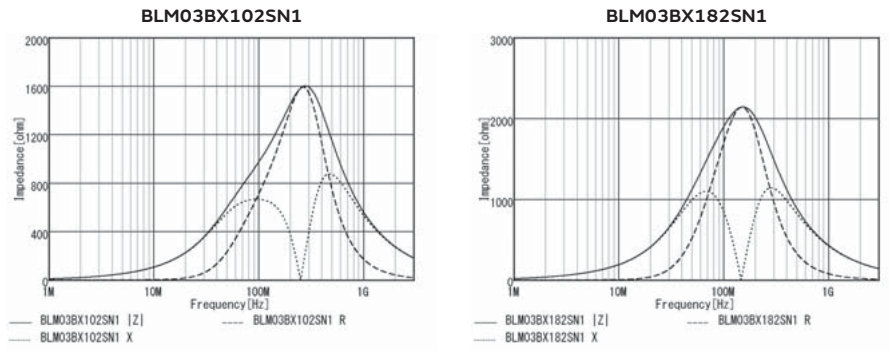 BLM03BX102SN1
2000
1600
1200
800
400
0
Impedance[ohm]
1M 10M 100M 1G
Frequency[Hz]
BLM03BX102SN1 |Z| BLM03BX102SN1 R
BLM03BX102SN1 X
BLM03BX182SN1
3000
2000
1000
Impedance[ohm]
1M 10M 100M 1G
Frequency[Hz]
BLM03BX182SN1 |Z| BLM03BX182SN1 R
BLM03BX182SN1 X